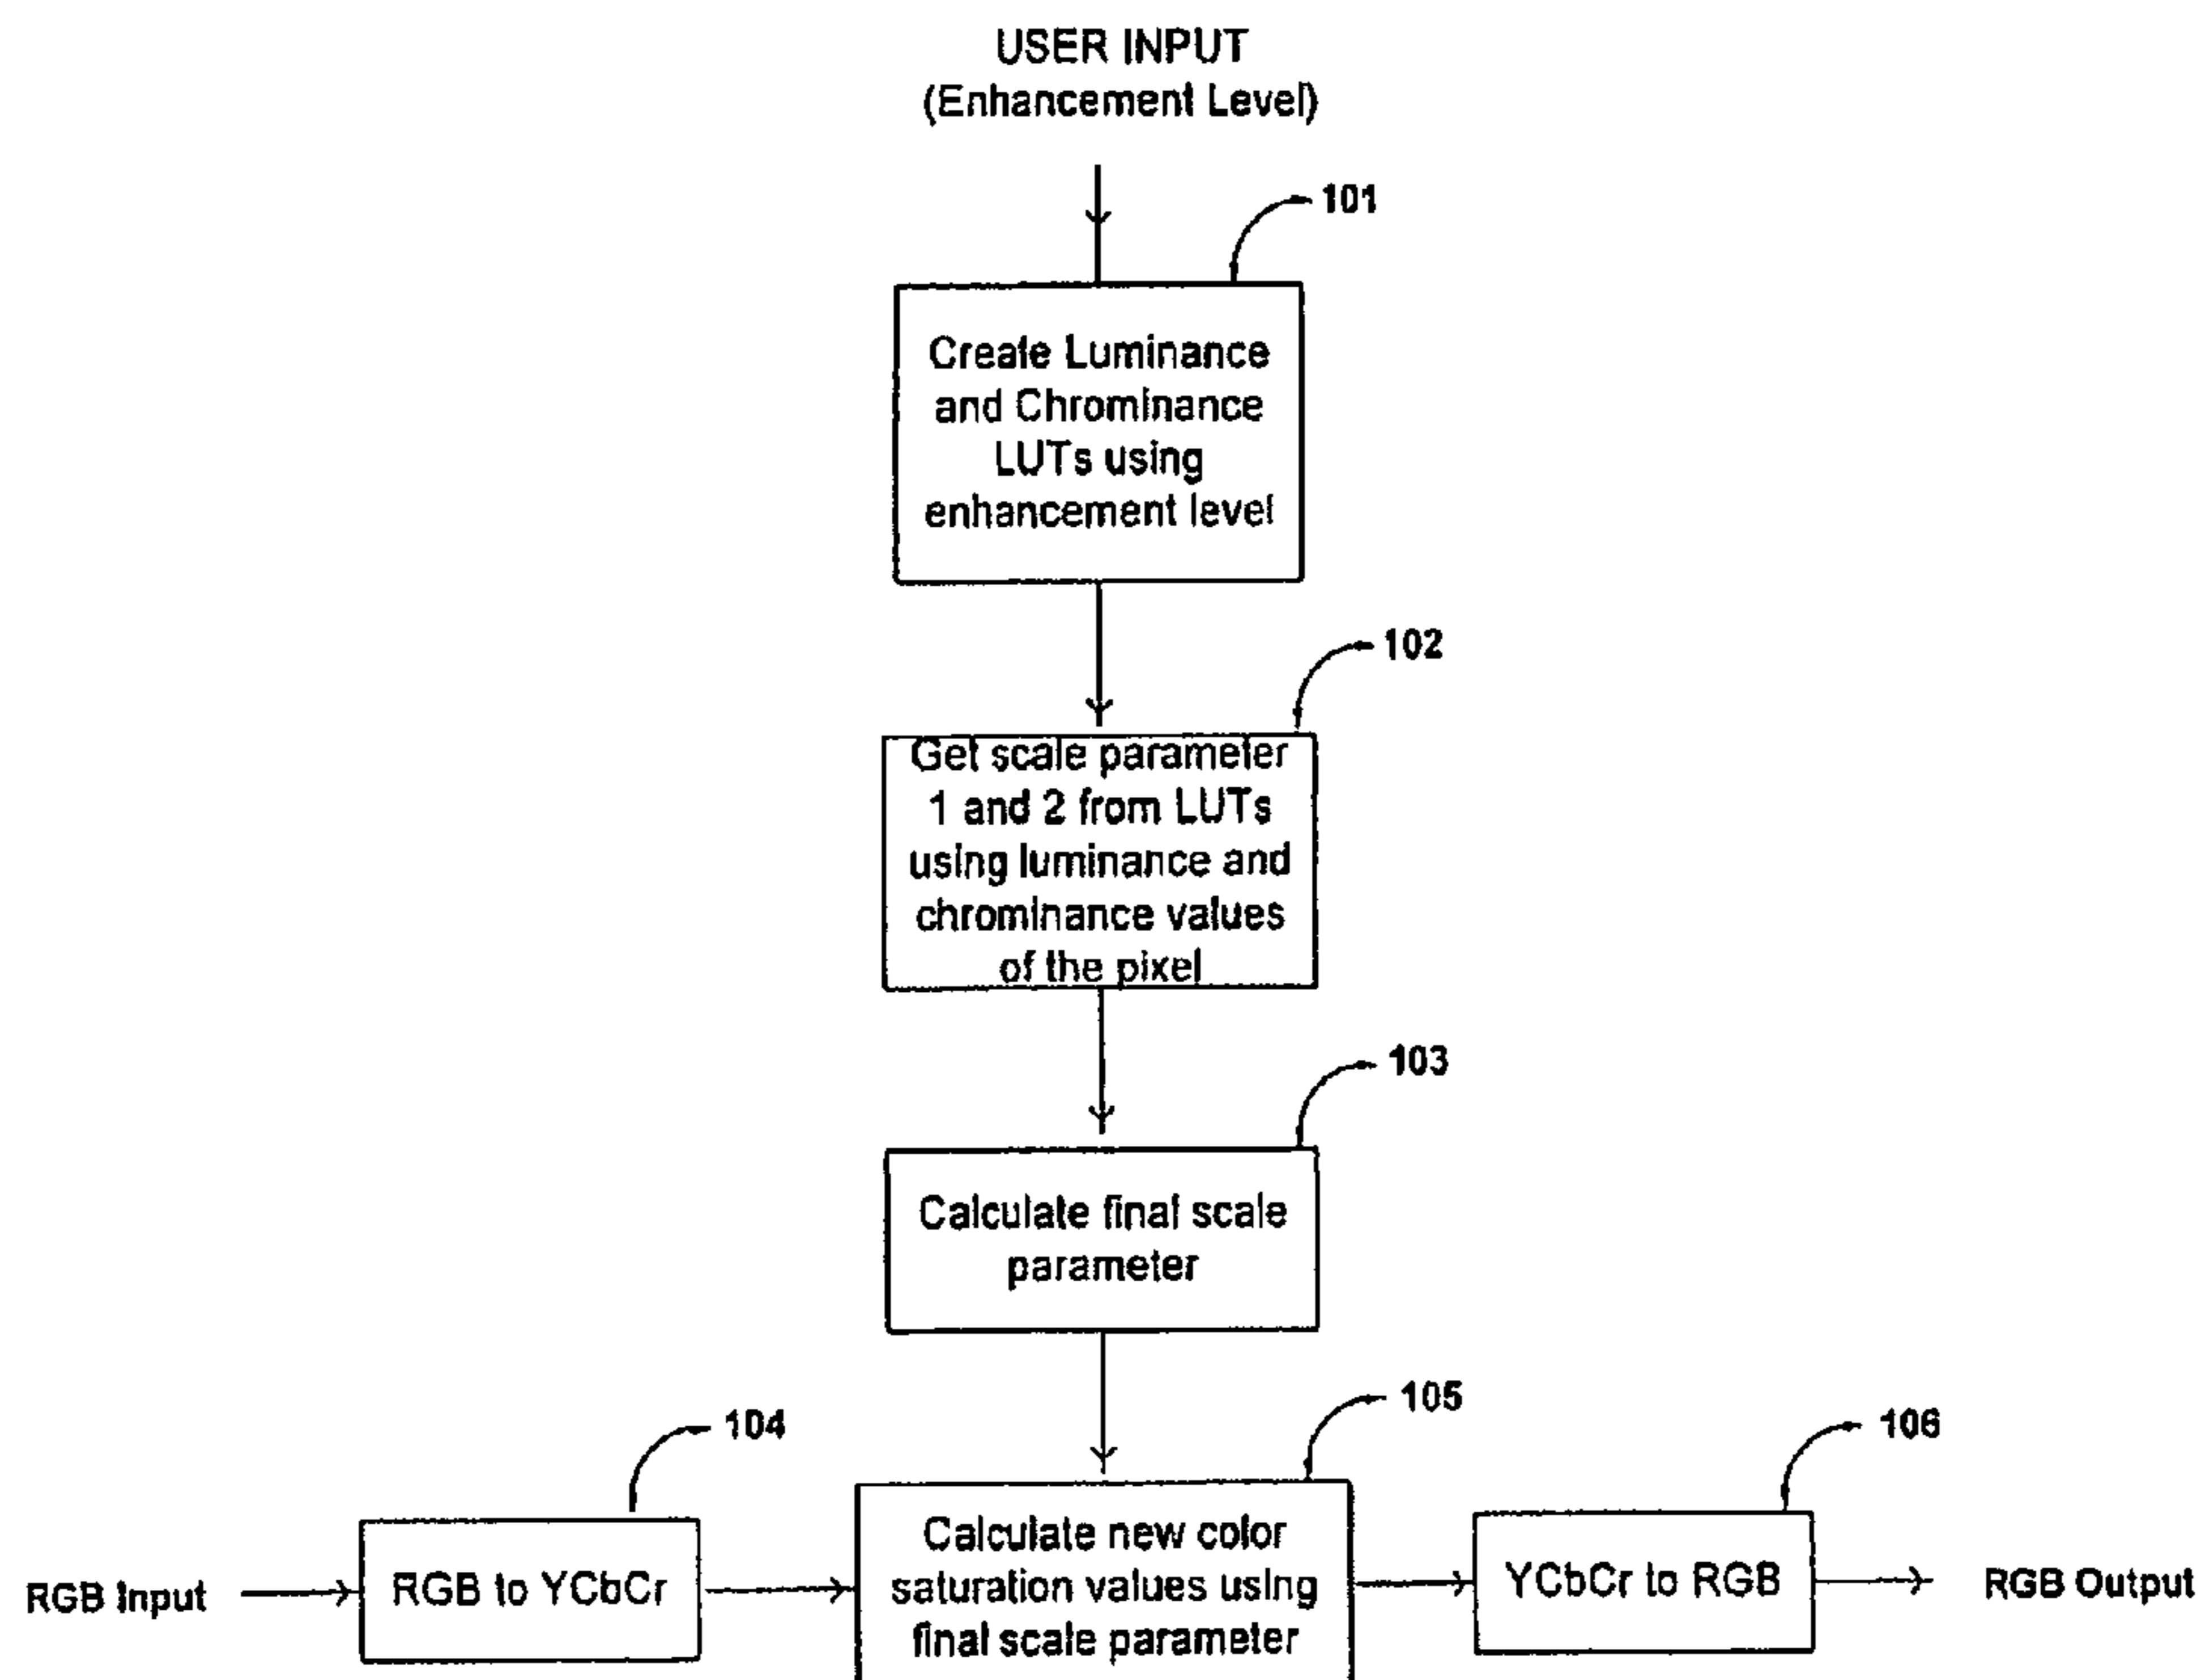 USER INPUT
(Enhancement Level)
101
Create Luminance
and Chrominance
LUTs using
enhancement level
102
Get scale parameter
1 and 2 from LUTs
using luminance and
chrominance values
of the pixel
103
Calculate final scale
parameter
104
105
106
RGB Input
RGB to YCbCr
Calculate new color
saturation values using
final scale parameter
YCbCr to RGB
RGB Output